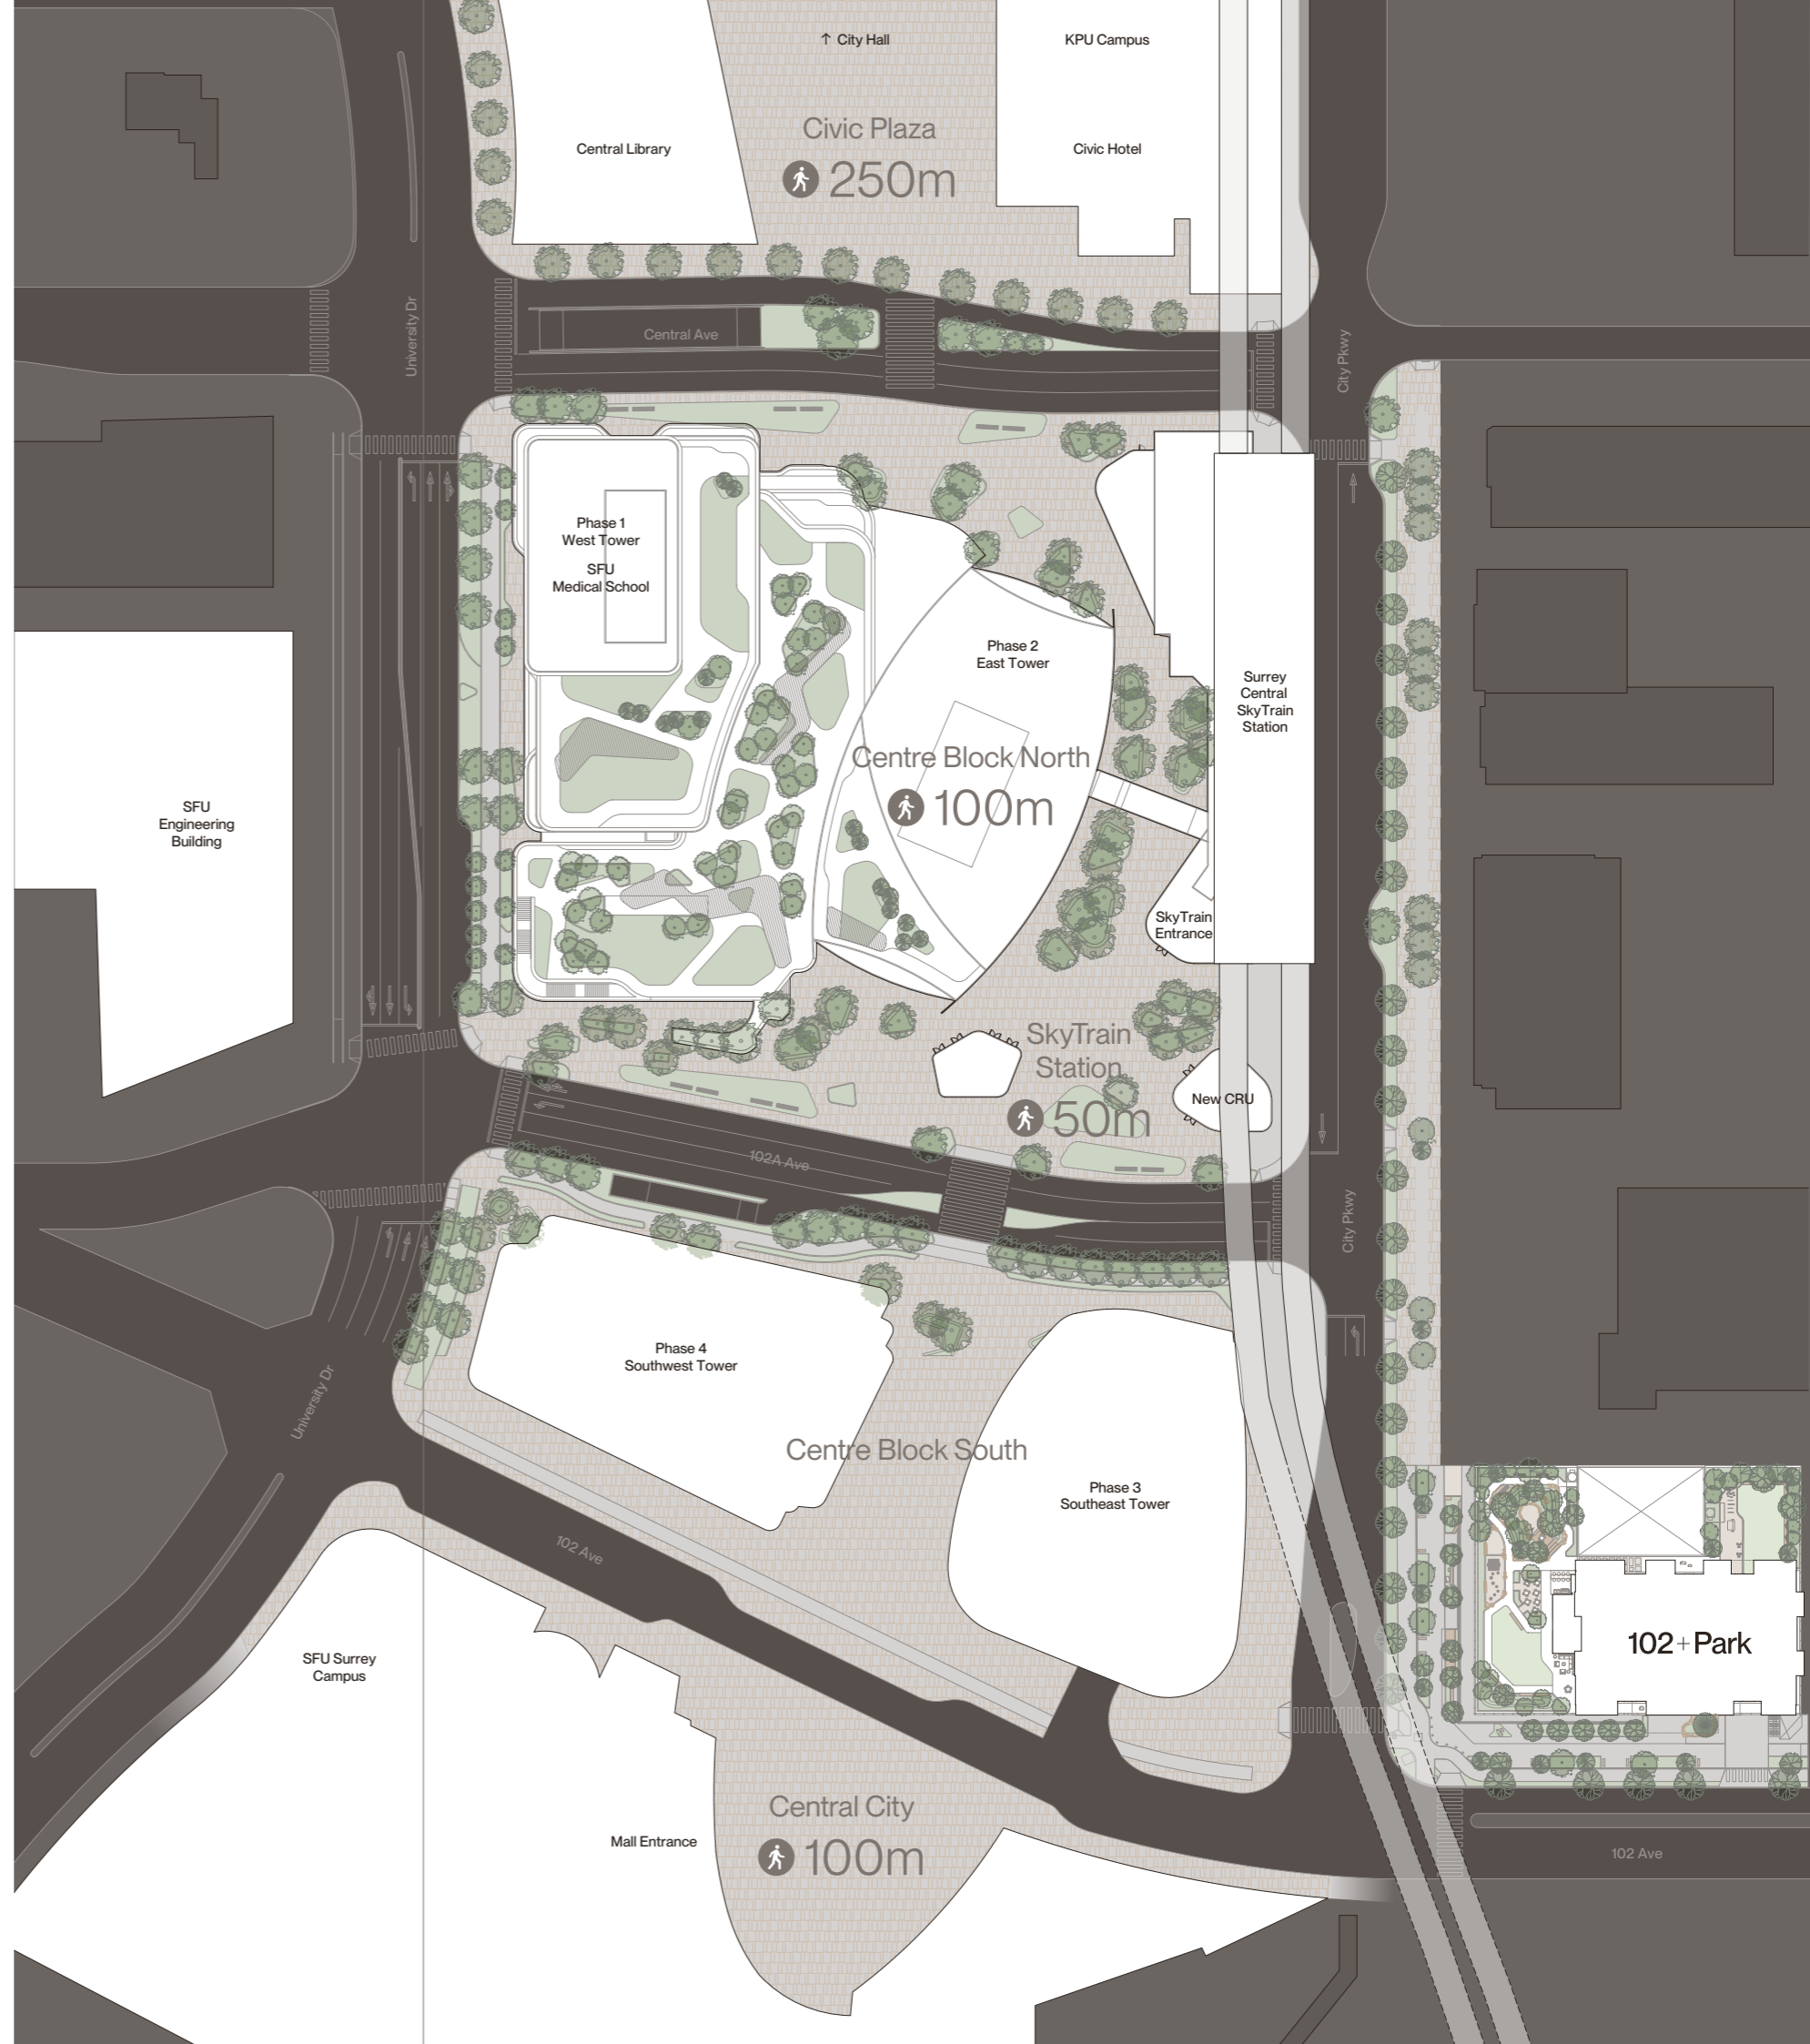 ↑ City Hall
KPU Campus
Civic Plaza
Central Library
Civic Hotel
250m
University Dr
Central Ave
City Pkwy
Phase 1
West Tower
SFU
Medical School
Phase 2
East Tower
Surrey
Central
SkyTrain
Station
Centre Block North
100m
SFU
Engineering
Building
SkyTrain
Entrance
SkyTrain
Station
50m
New CRU
102A Ave
City Pkwy
Phase 4
Southwest Tower
University Dr
Centre Block South
Phase 3
Southeast Tower
102 Ave
102+Park
SFU Surrey
Campus
Central City
100m
Mall Entrance
102 Ave